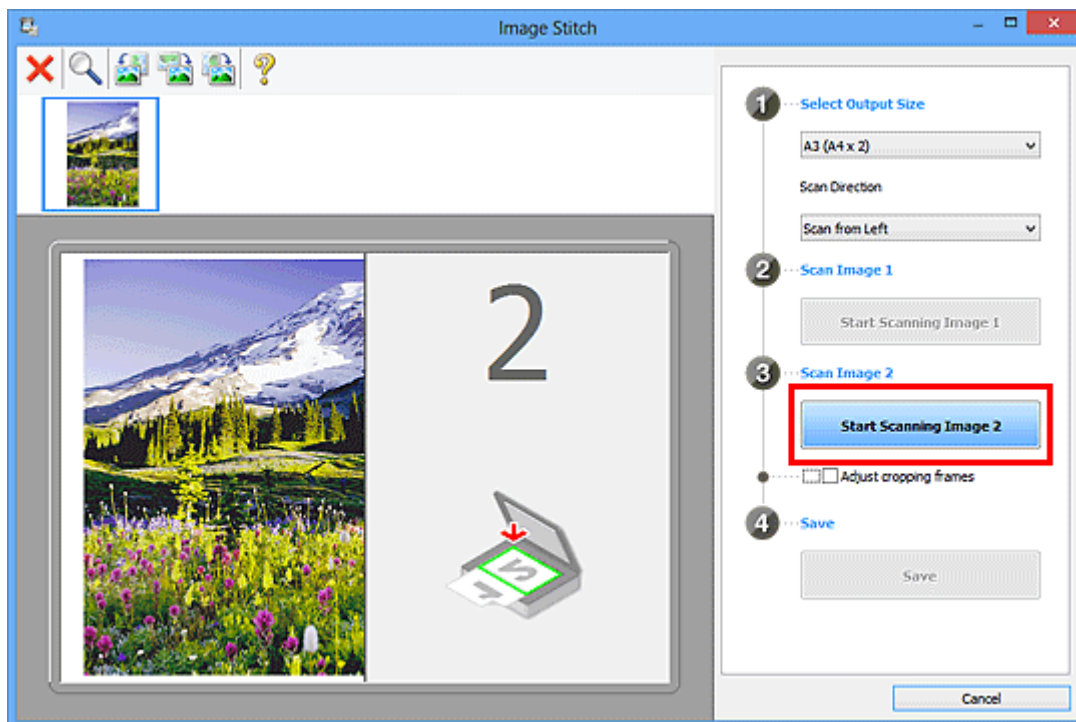 Image Stitch
1 Select Output Size
A3 (A4 x 2)
Scan Direction
Scan from Left
2 Scan Image 1
Start Scanning Image 1
3 Scan Image 2
Start Scanning Image 2
Adjust cropping frames
4 Save
Save
2
1 2
Cancel